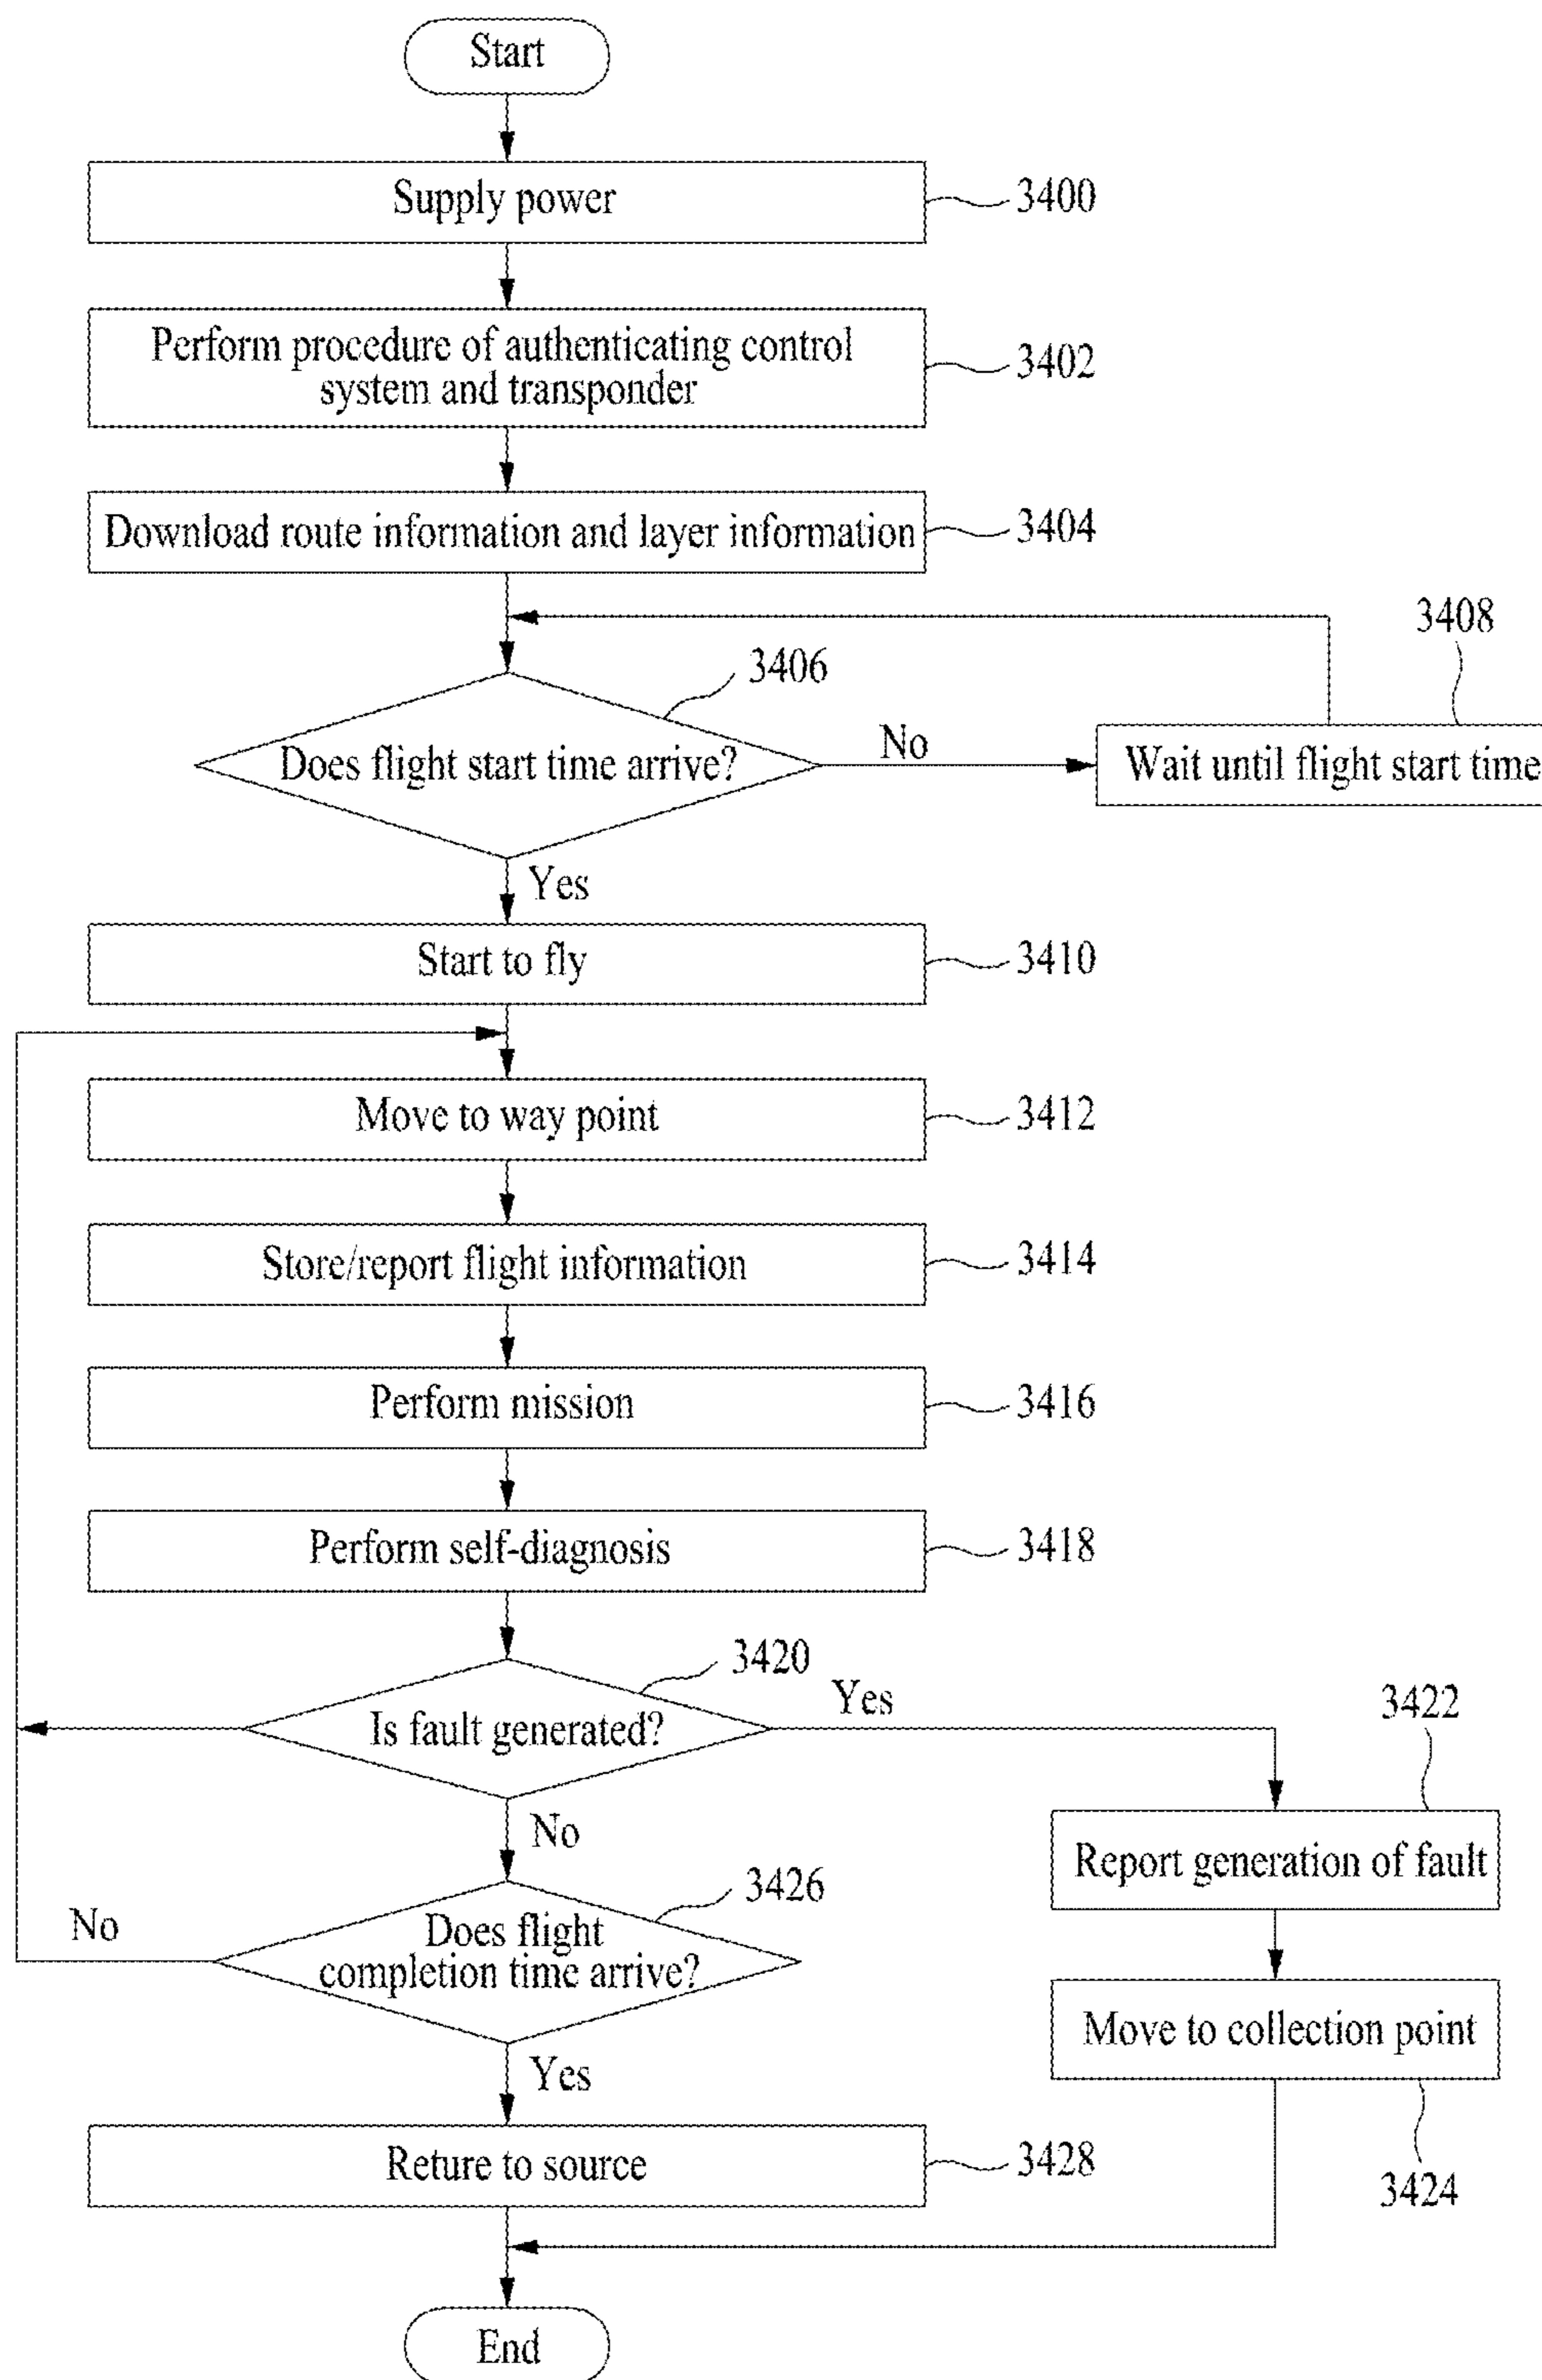 Start
Supply power
3400
Perform procedure of authenticating control
system and transponder
3402
Download route information and layer information
3404
3406
Does flight start time arrive?
No
3408
Wait until flight start time
Yes
Start to fly
3410
Move to way point
3412
Store/report flight information
3414
Perform mission
3416
Perform self-diagnosis
3418
3420
Is fault generated?
Yes
3422
Report generation of fault
No
3426
Does flight
completion time arrive?
No
Move to collection point
3424
Yes
Reture to source
3428
End